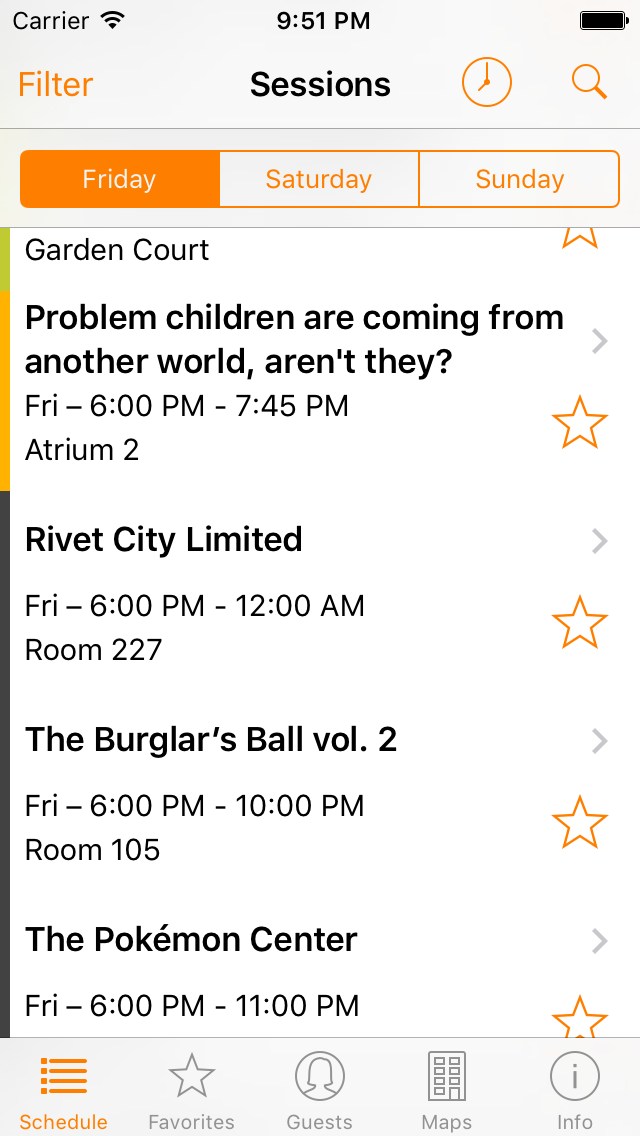 Carrier 9:51 PM
Filter Sessions
Friday Saturday Sunday
Garden Court
Problem children are coming from
another world, aren't they?
Fri – 6:00 PM - 7:45 PM
Atrium 2
Rivet City Limited
Fri – 6:00 PM - 12:00 AM
Room 227
The Burglar’s Ball vol. 2
Fri – 6:00 PM - 10:00 PM
Room 105
The Pokémon Center
Fri – 6:00 PM - 11:00 PM
Schedule Favorites Guests Maps Info